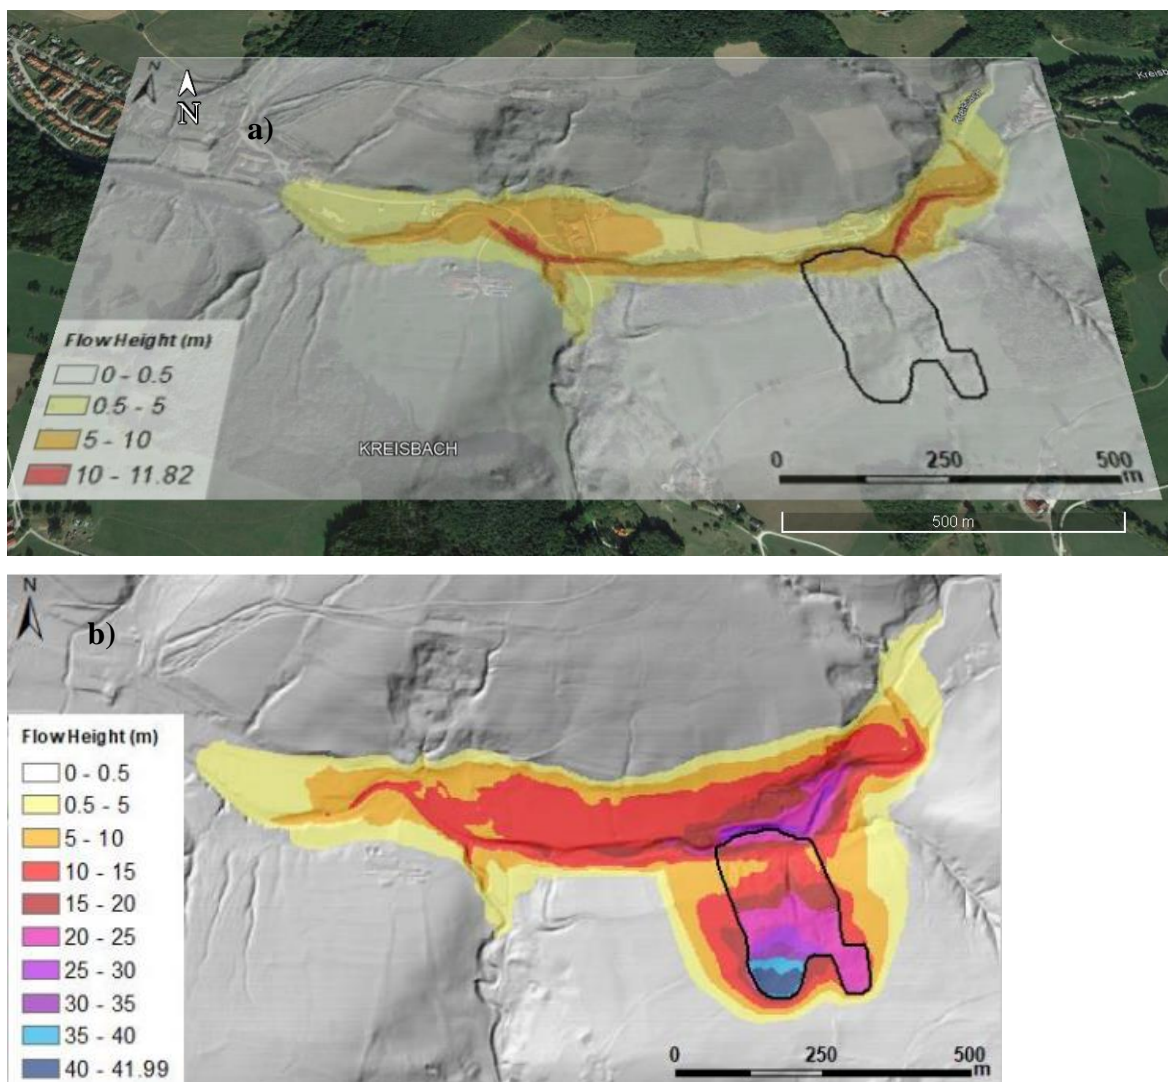 N
N
a)
Kreisb
Kreisbach
Flow Height (m)
0 - 0.5
0.5 - 5
5 - 10
10 - 11.82
KREISBACH
0 250 500
m
500 m
N
b)
Flow Height (m)
0 - 0.5
0.5 - 5
5 - 10
10 - 15
15 - 20
20 - 25
25 - 30
30 - 35
35 - 40
40 - 41.99
0 250 500
m